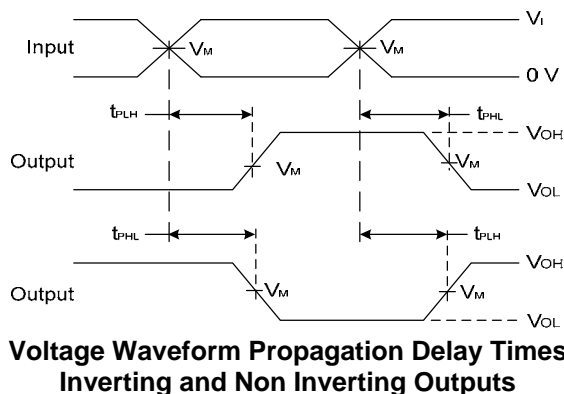 VI
Input VM VM
0 V
tPLH tPHL
VOH
Output VM VM
VOL
tPHL tPLH
VOH
Output VM VM
VOL
Voltage Waveform Propagation Delay Times
Inverting and Non Inverting Outputs